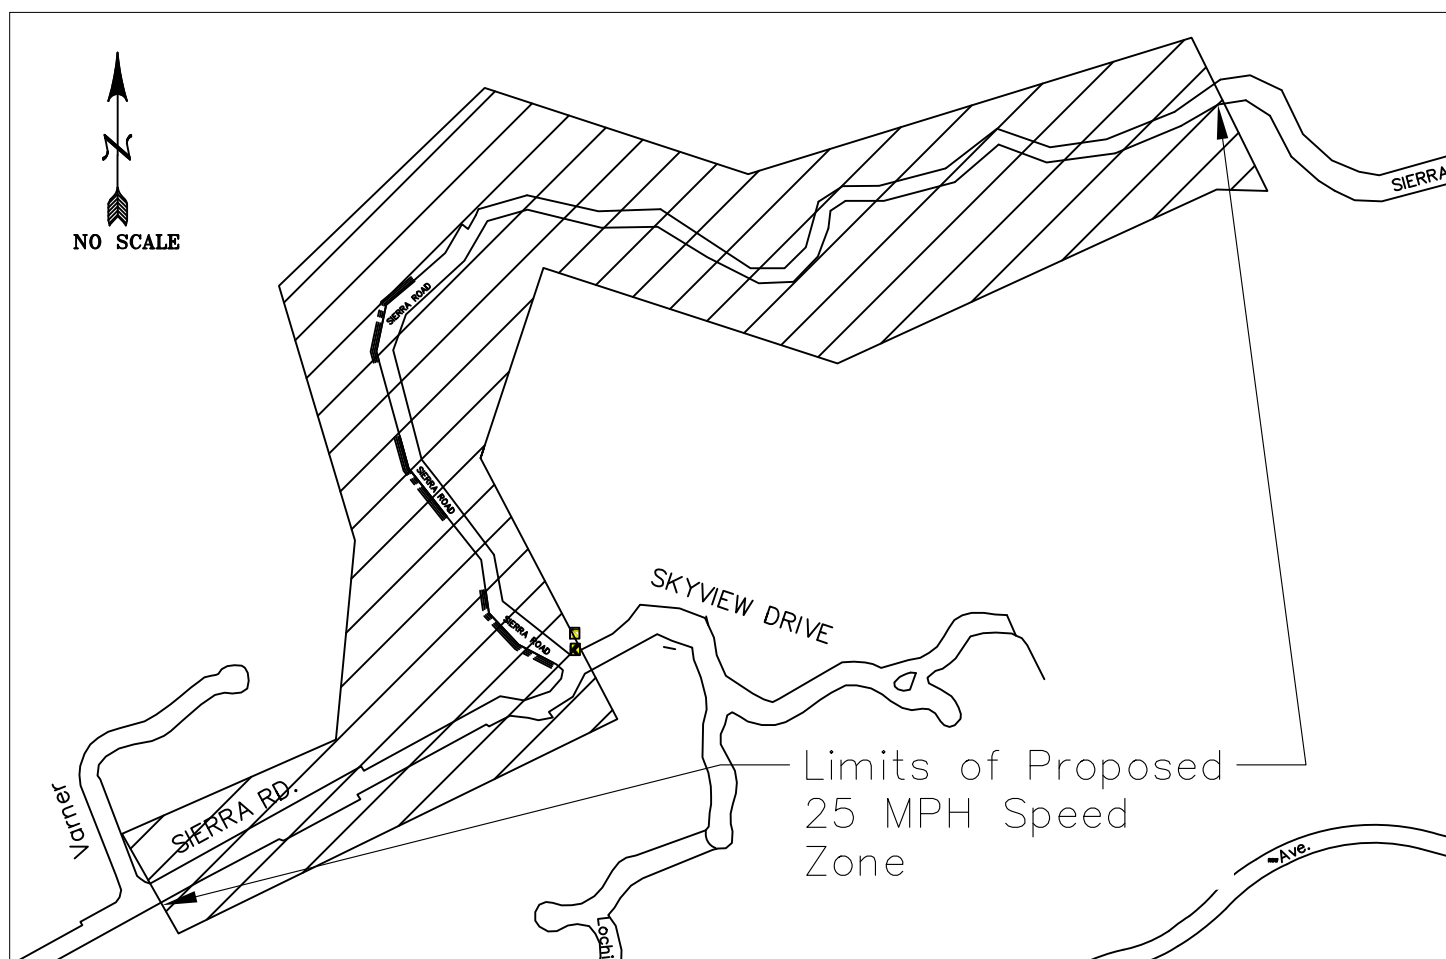 N
NO SCALE
SIERRA
SIERRA ROAD
SIERRA ROAD
SIERRA ROAD
SKYVIEW DRIVE
Varner
SIERRA RD.
Limits of Proposed
25 MPH Speed
Zone
Ave.
Lochi